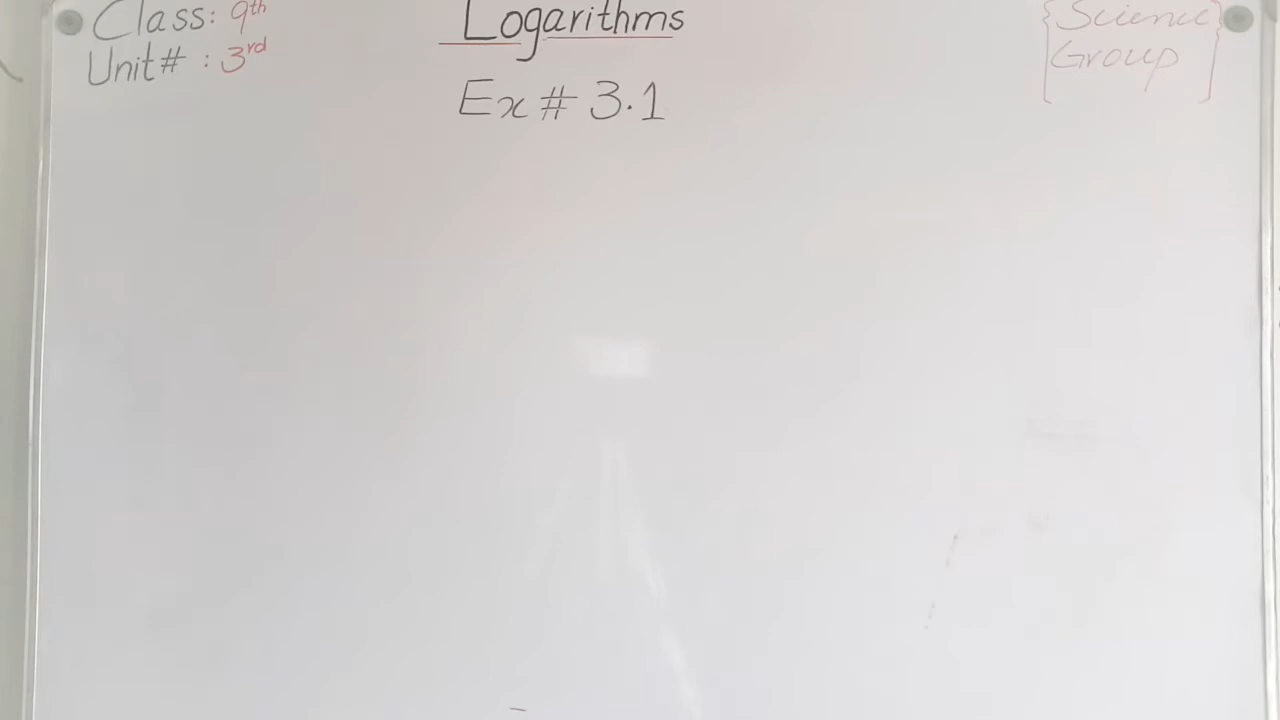 Class: 9th
Unit# : 3rd
Logarithms
Ex# 3.1
{Science}
[Group]